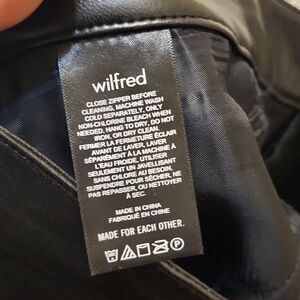 wilfred
CLOSE ZIPPER BEFORE
CLEANING, MACHINE WASH
COLD SEPARATELY, ONLY
NON-CHLORINE BLEACH WHEN
NEEDED, HANG TO DRY, DO NOT
IRON, OR DRY CLEAN.
FERMER LA FERMETURE ÉCLAIR
AVANT DE LAVER, LAVER
SÉPARÉMENT À LA MACHINE À
L'EAU FROIDE, UTILISER
SEULEMENT UN JAVELLISANT
SANS CHLORE AU BESOIN,
SUSPENDRE POUR SÉCHER, NE
PAS REPASSER, OU NETTOYER
À SEC.
MADE IN CHINA
FABRIQUÉ EN CHINE
MADE FOR EACH OTHER.
P